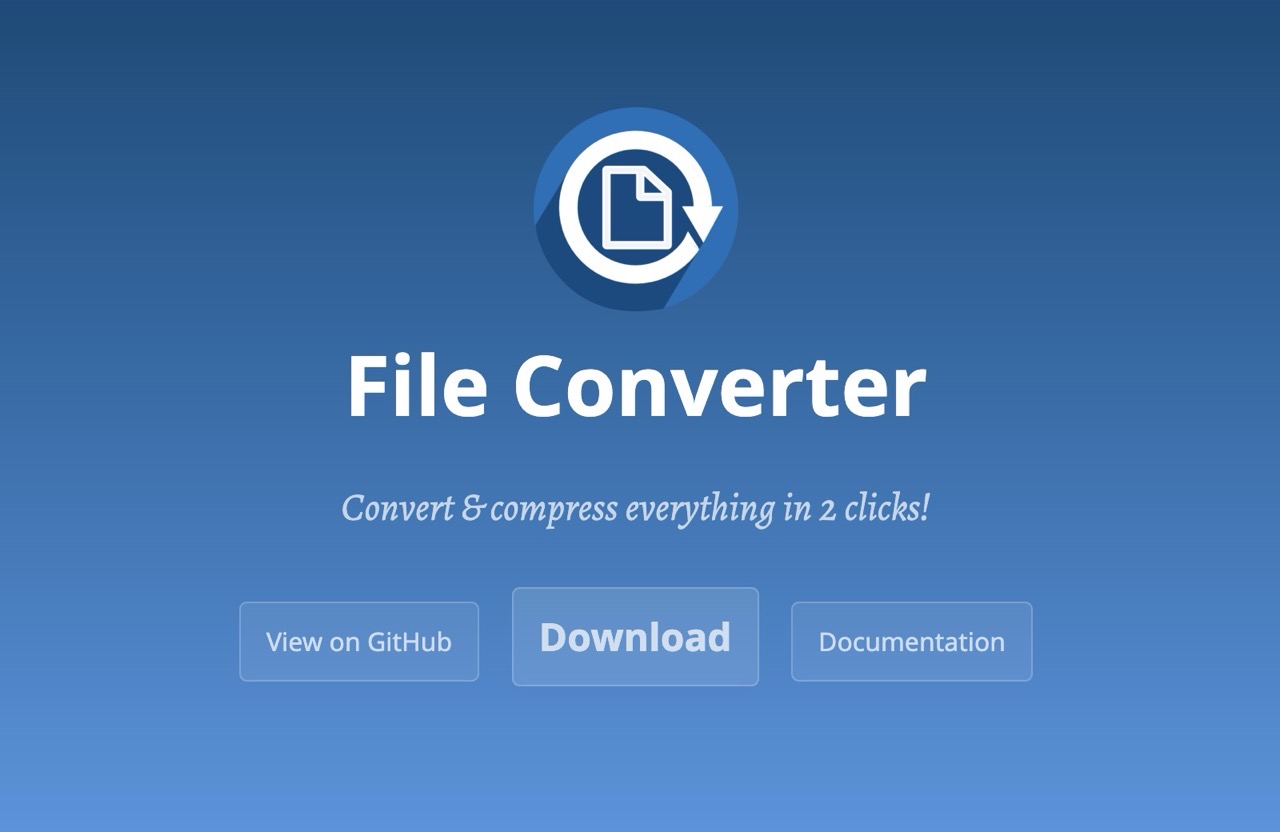 File Converter
Convert & compress everything in 2 clicks!
View on GitHub
Download
Documentation